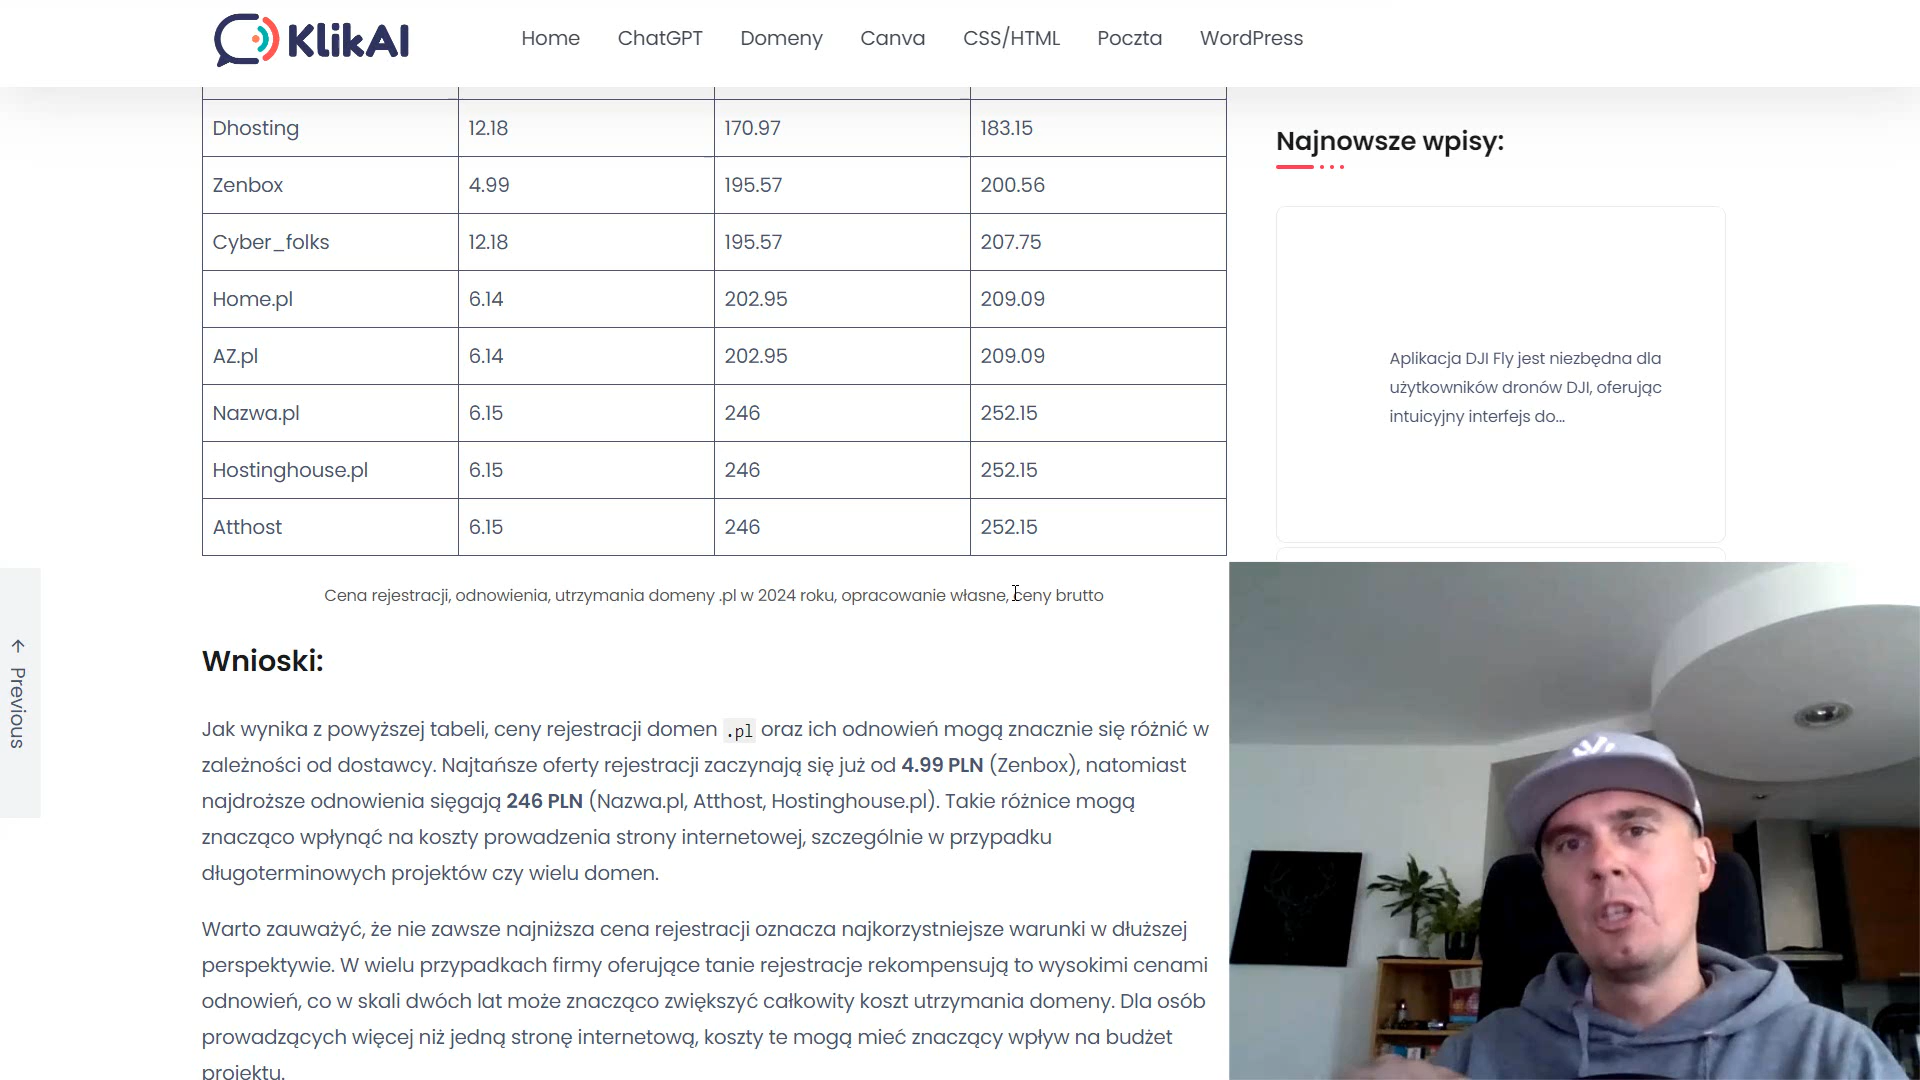 KlikAI
Home ChatGPT Domeny Canva CSS/HTML Poczta WordPress
Dhosting 12.18 170.97 183.15
Zenbox 4.99 195.57 200.56
Cyber_folks 12.18 195.57 207.75
Home.pl 6.14 202.95 209.09
AZ.pl 6.14 202.95 209.09
Nazwa.pl 6.15 246 252.15
Hostinghouse.pl 6.15 246 252.15
Atthost 6.15 246 252.15
Cena rejestracji, odnowienia, utrzymania domeny .pl w 2024 roku, opracowanie własne, ceny brutto
Wnioski:
Jak wynika z powyższej tabeli, ceny rejestracji domen .pl oraz ich odnowień mogą znacznie się różnić w
zależności od dostawcy. Najtańsze oferty rejestracji zaczynają się już od 4.99 PLN (Zenbox), natomiast
najdroższe odnowienia sięgają 246 PLN (Nazwa.pl, Atthost, Hostinghouse.pl). Takie różnice mogą
znacząco wpłynąć na koszty prowadzenia strony internetowej, szczególnie w przypadku
długoterminowych projektów czy wielu domen.
Warto zauważyć, że nie zawsze najniższa cena rejestracji oznacza najkorzystniejsze warunki w dłuższej
perspektywie. W wielu przypadkach firmy oferujące tanie rejestracje rekompensują to wysokimi cenami
odnowień, co w skali dwóch lat może znacząco zwiększyć całkowity koszt utrzymania domeny. Dla osób
prowadzących więcej niż jedną stronę internetową, koszty te mogą mieć znaczący wpływ na budżet
projektu.
Najnowsze wpisy:
Aplikacja DJI Fly jest niezbędna dla
użytkowników dronów DJI, oferując
intuicyjny interfejs do...
← Previous